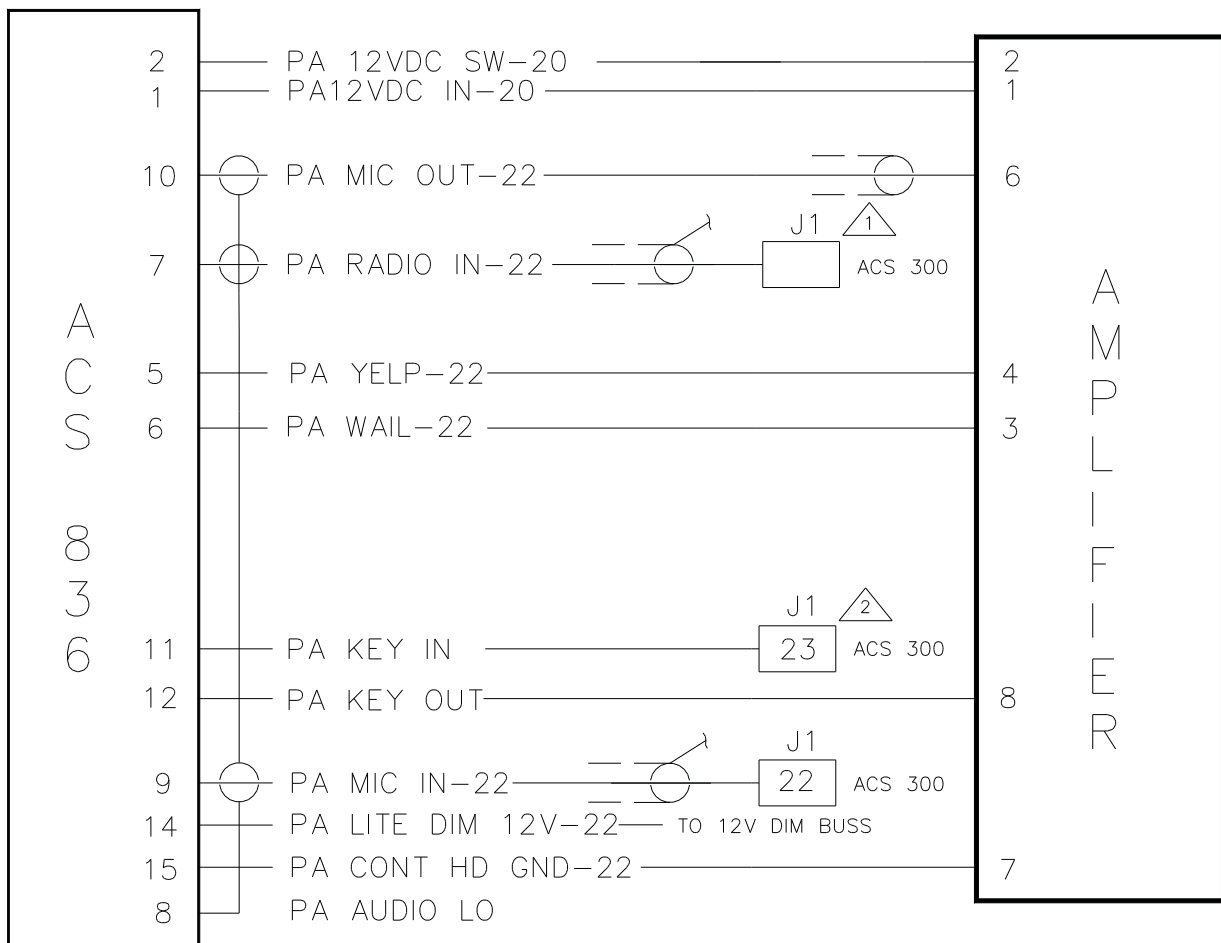 ACS 836
2 PA 12VDC SW-20 2
1 PA12VDC IN-20 1
10 PA MIC OUT-22 6
J1 1
7 PA RADIO IN-22 ACS 300
5 PA YELP-22 4
6 PA WAIL-22 3
J1 2
11 PA KEY IN 23 ACS 300
12 PA KEY OUT 8
J1
9 PA MIC IN-22 22 ACS 300
14 PA LITE DIM 12V-22 TO 12V DIM BUSS
15 PA CONT HD GND-22 7
8 PA AUDIO LO
AMPLIFIER